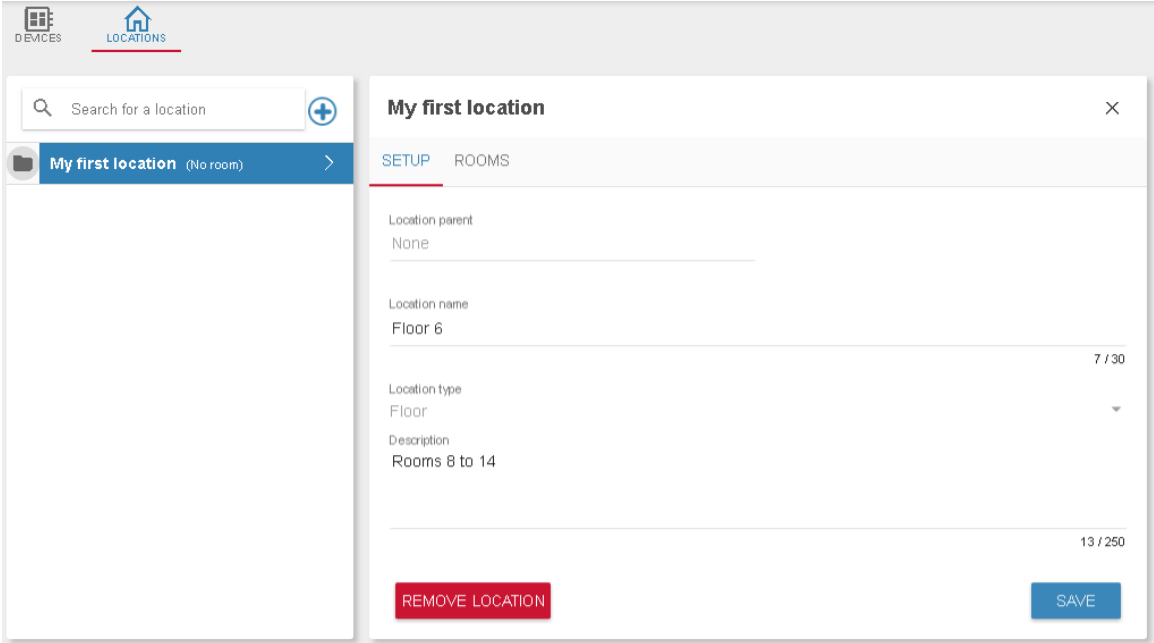 DEVICES
LOCATIONS
Search for a location
My first location (No room)
My first location
SETUP ROOMS
Location parent
None
Location name
Floor 6
7 / 30
Location type
Floor
Description
Rooms 8 to 14
13 / 250
REMOVE LOCATION
SAVE